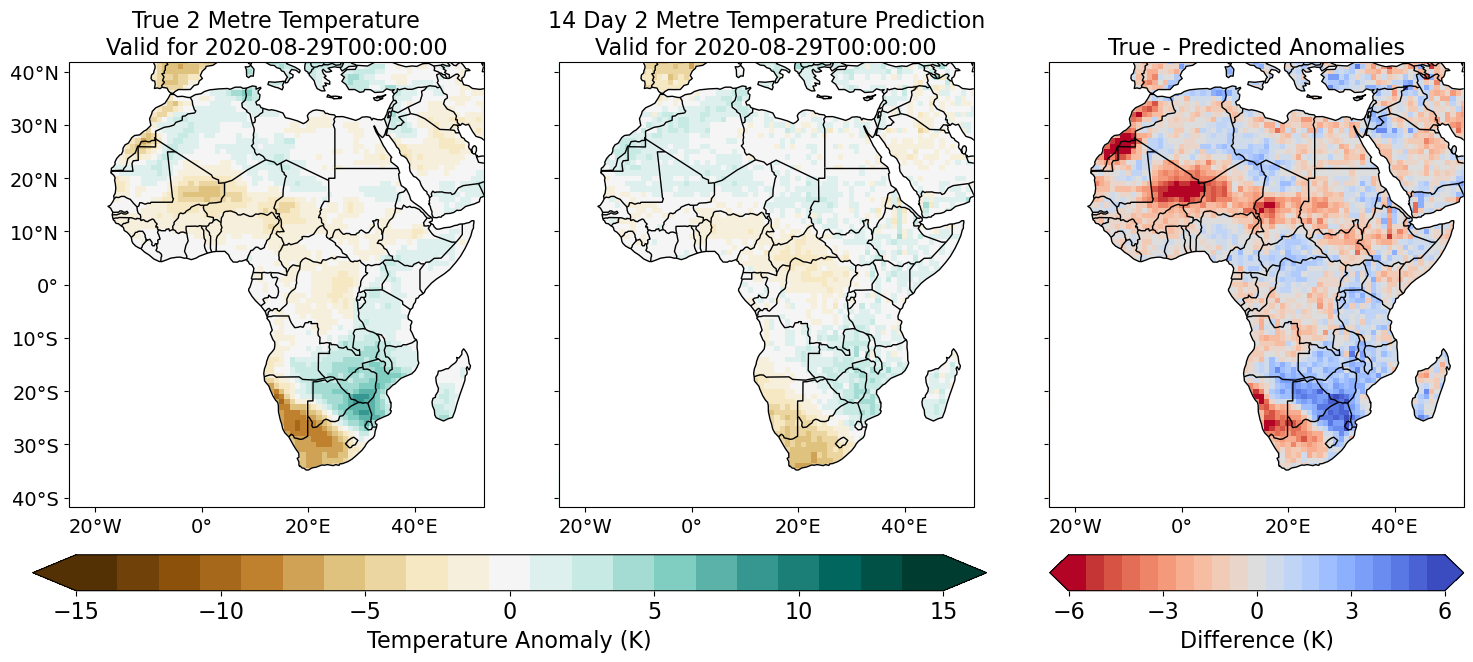 True 2 Metre Temperature
Valid for 2020-08-29T00:00:00
14 Day 2 Metre Temperature Prediction
Valid for 2020-08-29T00:00:00
True - Predicted Anomalies
40°N
30°N
20°N
10°N
0°
10°S
20°S
30°S
40°S
20°W 0° 20°E 40°E
20°W 0° 20°E 40°E
20°W 0° 20°E 40°E
−15 −10 −5 0 5 10 15
Temperature Anomaly (K)
−6 −3 0 3 6
Difference (K)